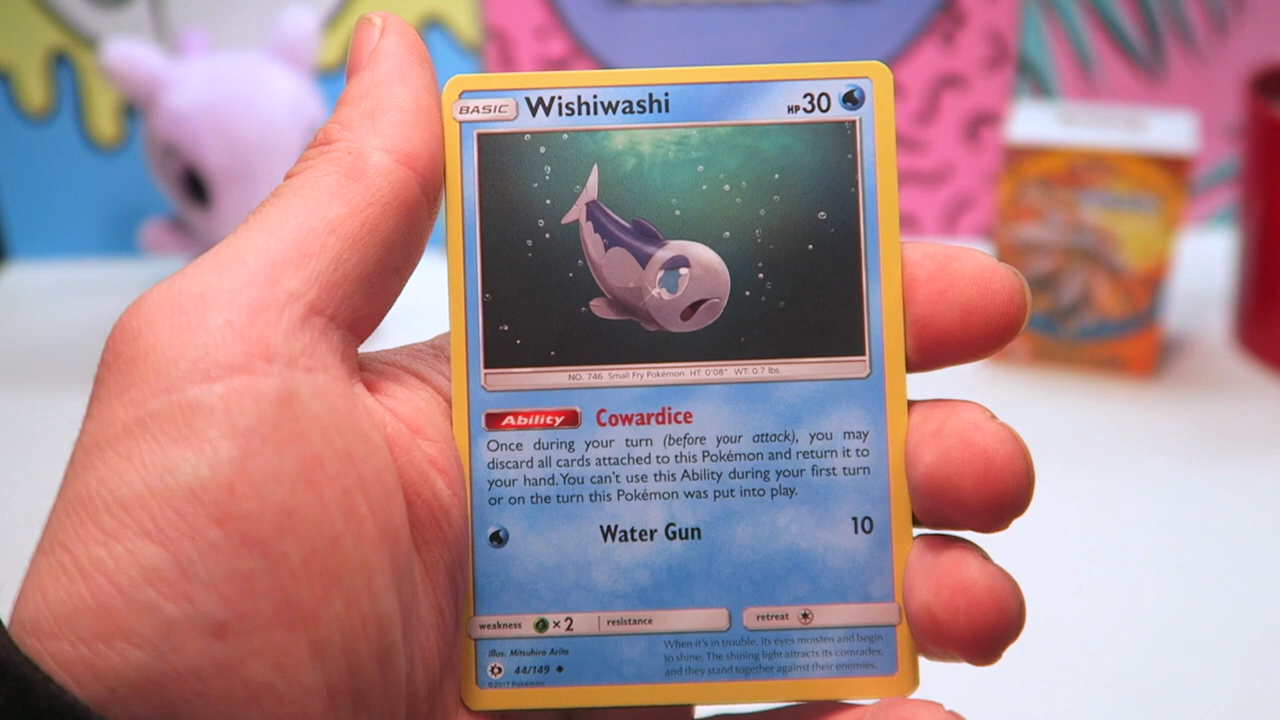 BASIC Wishiwashi HP 30
NO. 746 Small Fry Pokémon HT: 0'08" WT: 0.7 lbs.
Ability Cowardice
Once during your turn (before your attack), you may
discard all cards attached to this Pokémon and return it to
your hand. You can't use this Ability during your first turn
or on the turn this Pokémon was put into play.
Water Gun 10
weakness ×2 resistance retreat
Illus. Mitsuhiro Arita
44/149
©2017 Pokémon
When it's in trouble, its eyes moisten and begin
to shine. The shining light attracts its comrades,
and they stand together against their enemies.